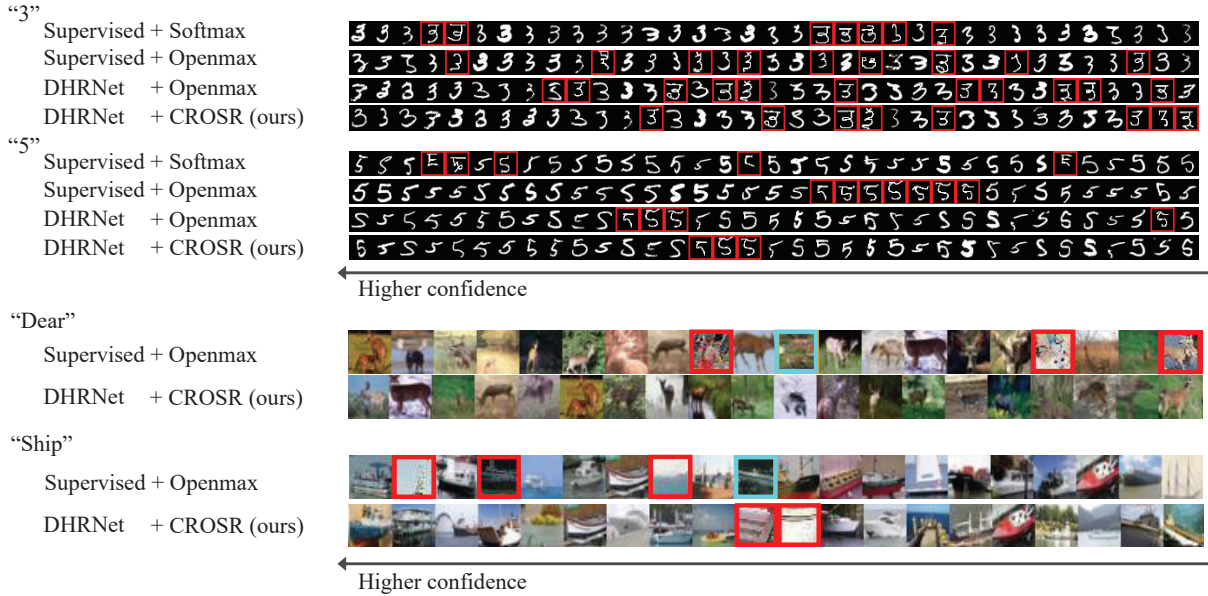 “3”
Supervised + Softmax
Supervised + Openmax
DHRNet + Openmax
DHRNet + CROSR (ours)
“5”
Supervised + Softmax
Supervised + Openmax
DHRNet + Openmax
DHRNet + CROSR (ours)
Higher confidence
“Dear”
Supervised + Openmax
DHRNet + CROSR (ours)
“Ship”
Supervised + Openmax
DHRNet + CROSR (ours)
Higher confidence